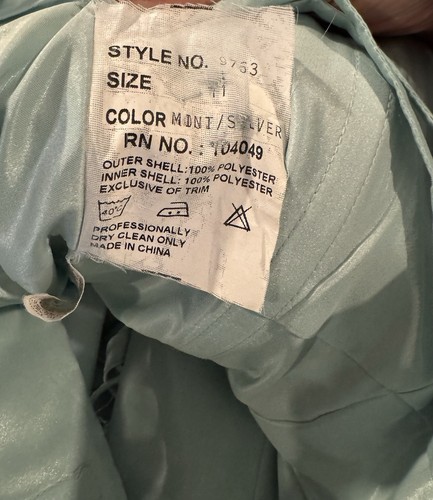 STYLE NO. 9763
SIZE
COLOR MINT/SILVER
RN NO.: 104049
OUTER SHELL:100% POLYESTER
INNER SHELL: 100% POLYESTER
EXCLUSIVE OF TRIM
PROFESSIONALLY
DRY CLEAN ONLY
MADE IN CHINA